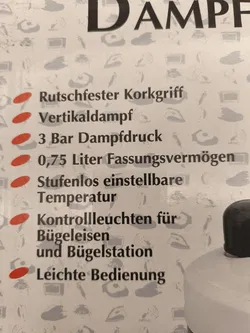 DAMPF
Rutschfester Korkgriff
Vertikaldampf
3 Bar Dampfdruck
0,75 Liter Fassungsvermögen
Stufenlos einstellbare
Temperatur
Kontrollleuchten für
Bügeleisen
und Bügelstation
Leichte Bedienung